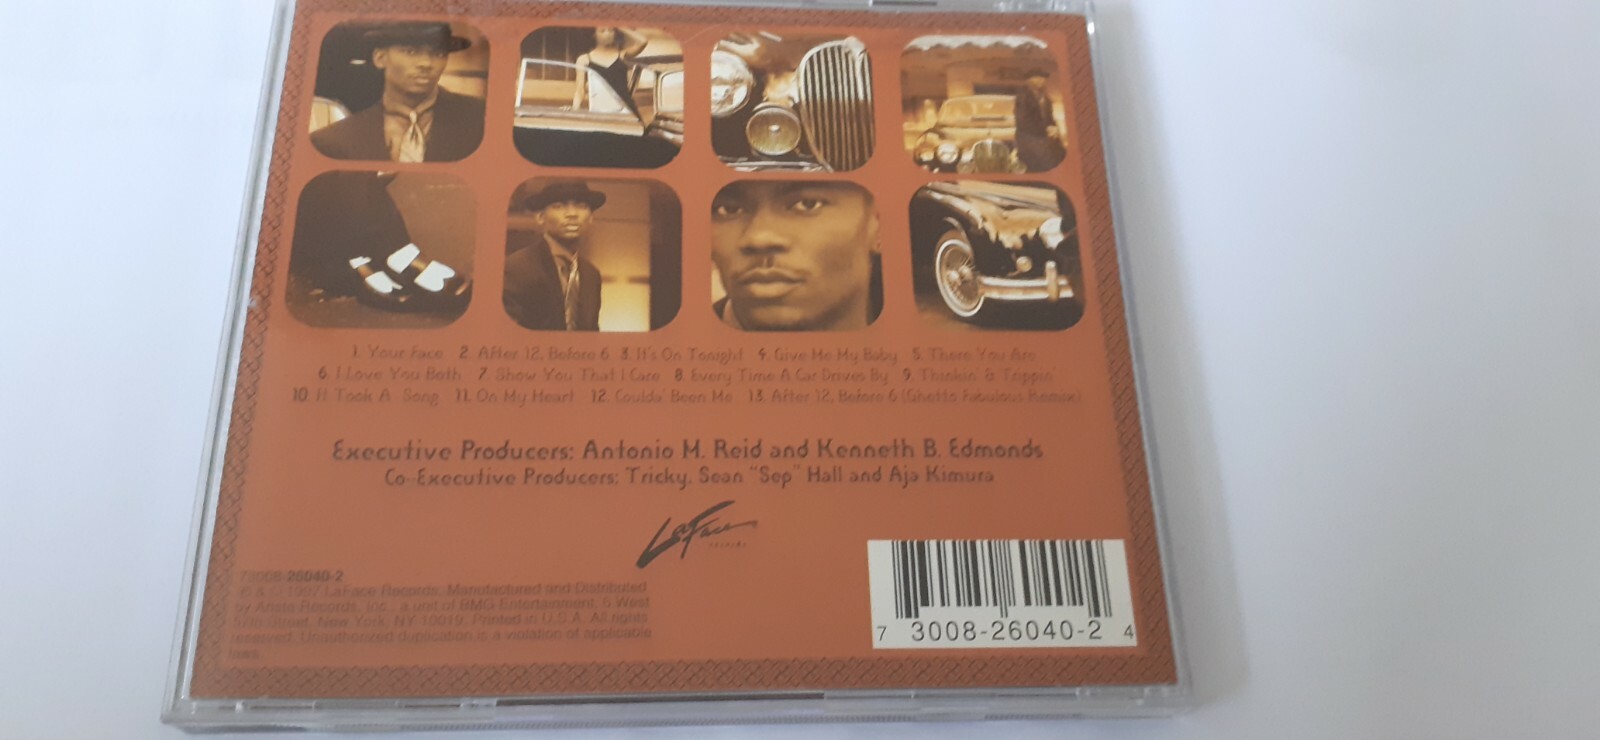 1. Your Face 2. After 12, Before 6 3. It's On Tonight 4. Give Me My Baby 5. There You Are
6. I Love You Both 7. Show You That I Care 8. Every Time A Car Drives By 9. Thinkin' & Trippin'
10. It Took A Song 11. On My Heart 12. Coulda' Been Me 13. After 12, Before 6 (Ghetto Fabulous Remix)
Executive Producers: Antonio M. Reid and Kenneth B. Edmonds
Co-Executive Producers: Tricky, Sean "Sep" Hall and Aja Kimura
LaFace
records
73008-26040-2
℗ & © 1997 LaFace Records. Manufactured and Distributed
by Arista Records, Inc., a unit of BMG Entertainment, 6 West
57th Street, New York, NY 10019. Printed in U.S.A. All rights
reserved. Unauthorized duplication is a violation of applicable
laws.
7 3008-26040-2 4